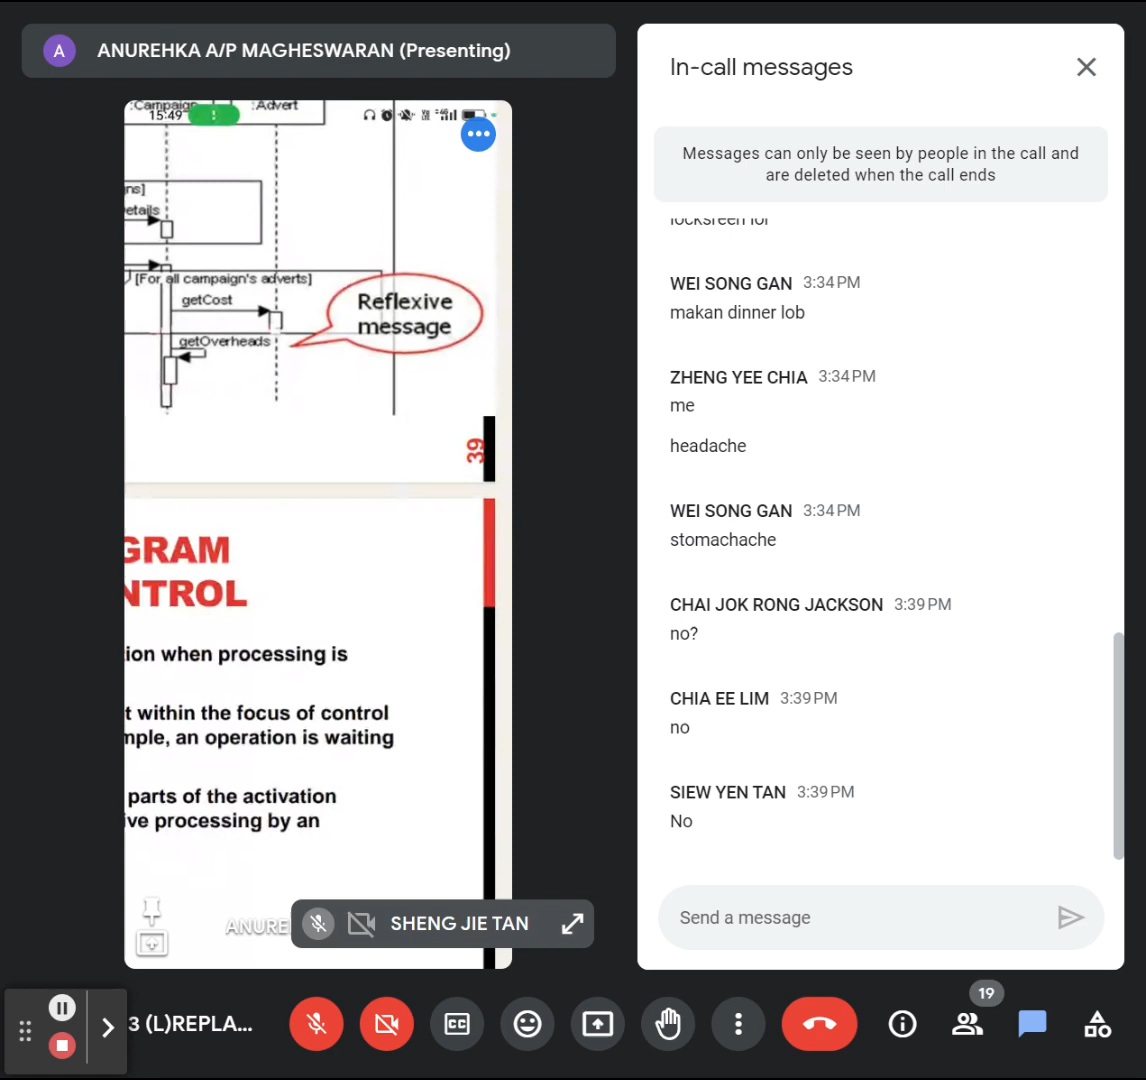 A
ANUREHKA A/P MAGHESWARAN (Presenting)
:Campaign
:Advert
15:49
ns]
etails
[For all campaign's adverts]
getCost
Reflexive
message
getOverheads
39
GRAM
NTROL
ion when processing is
t within the focus of control
mple, an operation is waiting
parts of the activation
ive processing by an
ANURE
SHENG JIE TAN
In-call messages
Messages can only be seen by people in the call and
are deleted when the call ends
WEI SONG GAN 3:34 PM
makan dinner lob
ZHENG YEE CHIA 3:34 PM
me
headache
WEI SONG GAN 3:34 PM
stomachache
CHAI JOK RONG JACKSON 3:39 PM
no?
CHIA EE LIM 3:39 PM
no
SIEW YEN TAN 3:39 PM
No
Send a message
3 (L)REPLA...
CC
19